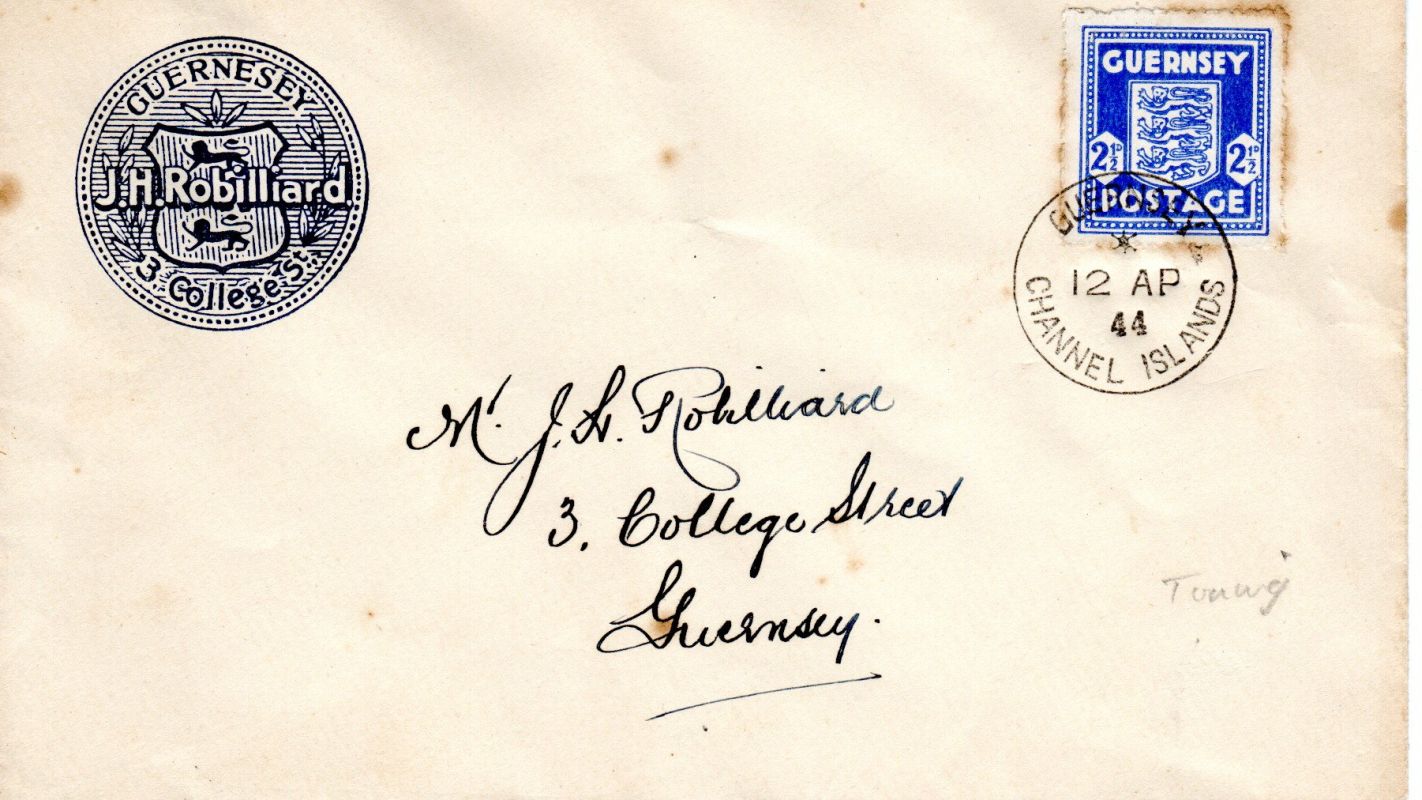 GUERNESEY
J.H.Robilliard
3, College St.
GUERNSEY
2½D 2½D
POSTAGE
GUERNSEY
12 AP
44
CHANNEL ISLANDS
Mr. J. H. Robilliard
3, College Street
Guernsey.